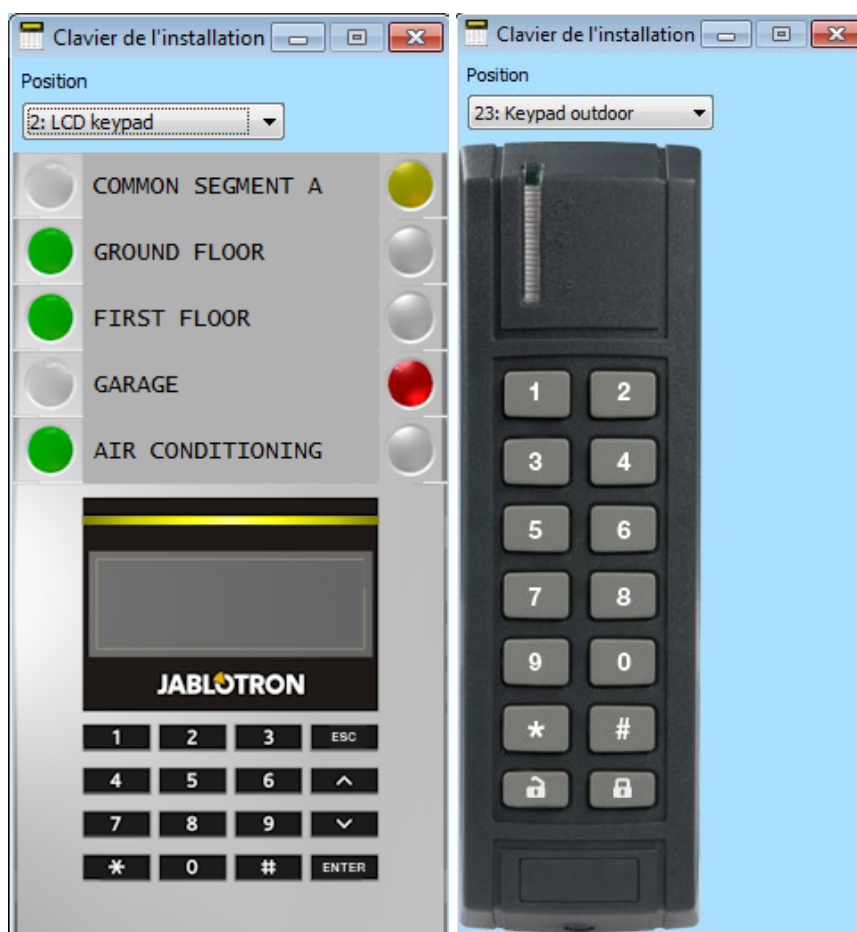 Clavier de l'installation
Position
2: LCD keypad
COMMON SEGMENT A
GROUND FLOOR
FIRST FLOOR
GARAGE
AIR CONDITIONING
JABLOTRON
1 2 3 ESC
4 5 6
7 8 9
* 0 # ENTER
Clavier de l'installation
Position
23: Keypad outdoor
1 2
3 4
5 6
7 8
9 0
* #